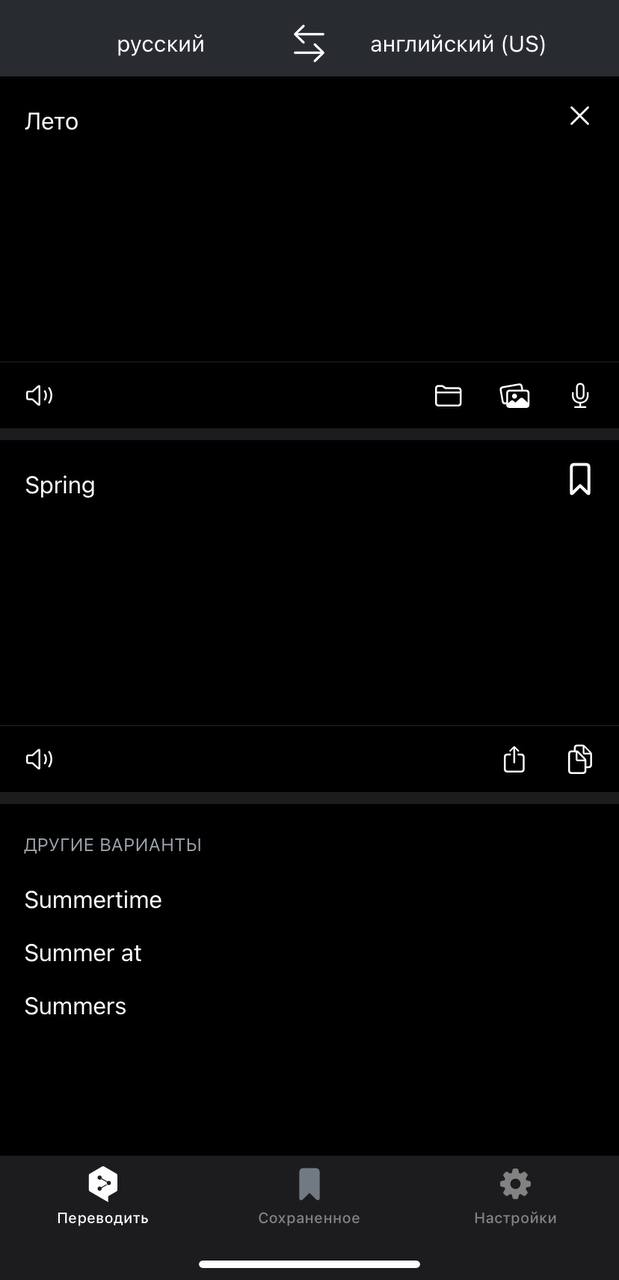 русский
английский (US)
Лето
Spring
ДРУГИЕ ВАРИАНТЫ
Summertime
Summer at
Summers
Переводить
Сохраненное
Настройки